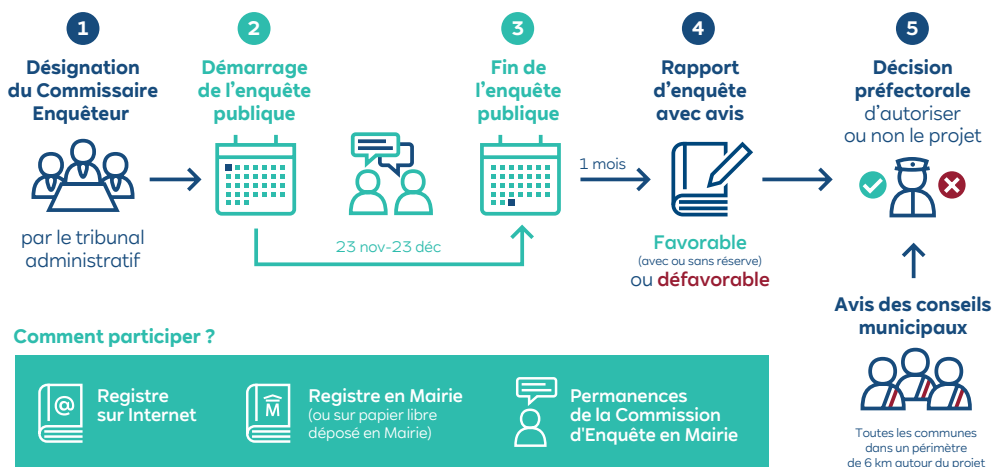 1
Désignation
du Commissaire
Enquêteur
par le tribunal
administratif
2
Démarrage
de l'enquête
publique
23 nov-23 déc
3
Fin de
l'enquête
publique
1 mois
4
Rapport
d'enquête
avec avis
Favorable
(avec ou sans réserve)
ou défavorable
5
Décision
préfectorale
d'autoriser
ou non le projet
Avis des conseils
municipaux
Toutes les communes
dans un périmètre
de 6 km autour du projet
Comment participer ?
@
Registre
sur Internet
M
Registre en Mairie
(ou sur papier libre
déposé en Mairie)
Permanences
de la Commission
d'Enquête en Mairie